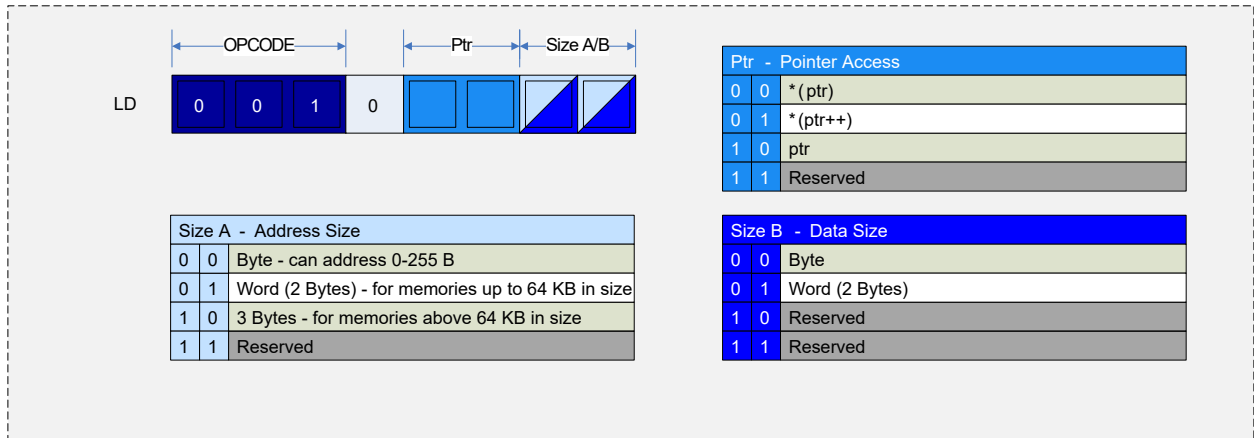 OPCODE Ptr Size A/B
LD 0 0 1 0
Ptr - Pointer Access
0 0 *(ptr)
0 1 *(ptr++)
1 0 ptr
1 1 Reserved
Size A - Address Size
0 0 Byte - can address 0-255 B
0 1 Word (2 Bytes) - for memories up to 64 KB in size
1 0 3 Bytes - for memories above 64 KB in size
1 1 Reserved
Size B - Data Size
0 0 Byte
0 1 Word (2 Bytes)
1 0 Reserved
1 1 Reserved